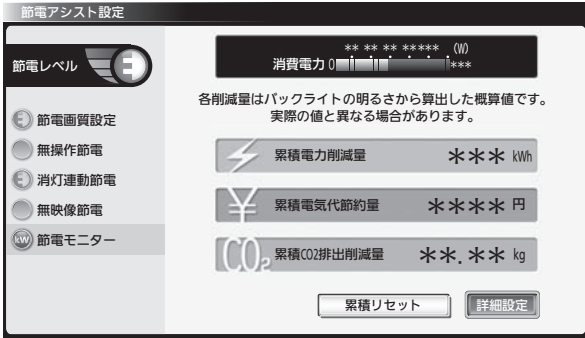 節電アシスト設定
節電レベル
E
節電画質設定
無操作節電
消灯連動節電
無映像節電
kW 節電モニター
** ** ** ***** (W)
消費電力 0 ***
各削減量はバックライトの明るさから算出した概算値です。
実際の値と異なる場合があります。
累積電力削減量 *** kWh
¥ 累積電気代節約量 **** 円
CO2 累積CO2排出削減量 **.** kg
累積リセット 詳細設定